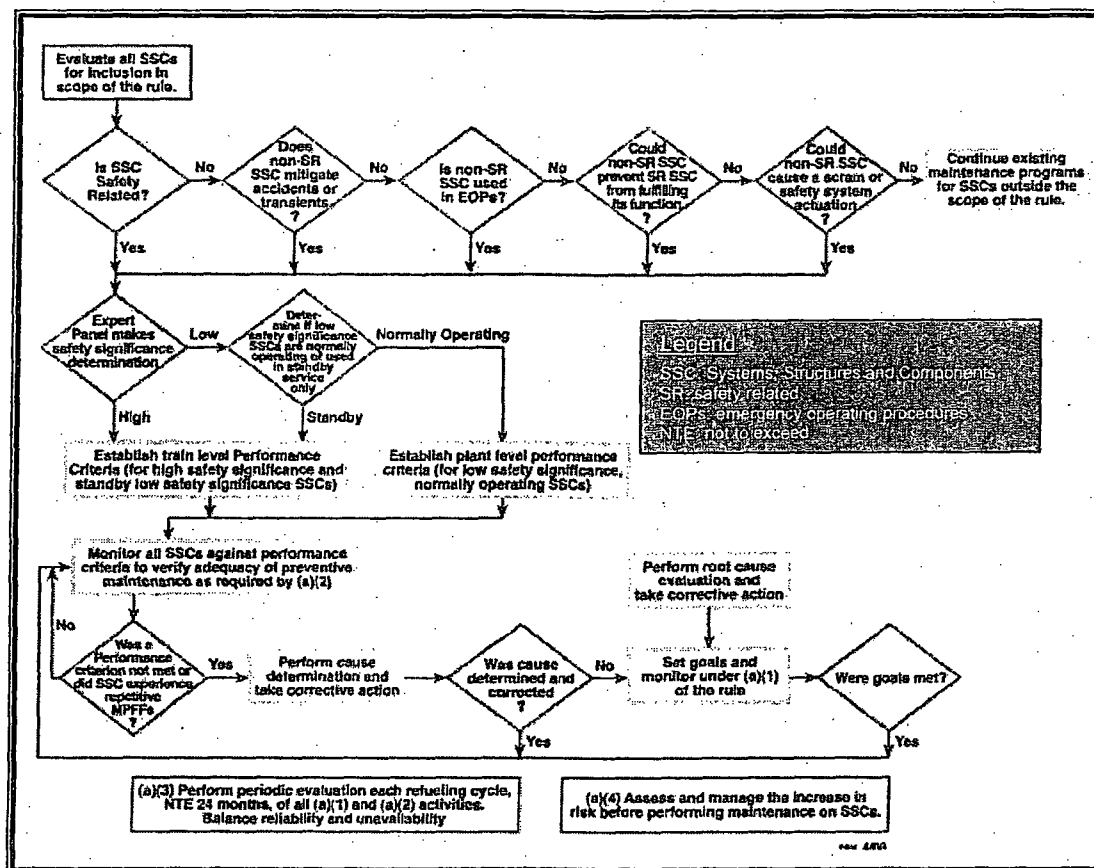 Evaluate all SSCs
for inclusion in
scope of the rule.
Is SSC
Safety
Related?
No
Does
non-SR
SSC mitigate
accidents or
transients
?
No
Is non-SR
SSC used
in EOPs?
No
Could
non-SR SSC
prevent SR SSC
from fulfilling
its function
?
No
Could
non-SR SSC
cause a scram or
safety system
actuation
?
No
Continue existing
maintenance programs
for SSCs outside the
scope of the rule.
Yes
Yes
Yes
Yes
Yes
Expert
Panel makes
safety significance
determination
Low
Deter-
mine if low
safety significance
SSCs are normally
operating or used
in standby
service
only
Normally Operating
High
Standby
Legend
SSC: Systems, Structures and Components
SR: safety related
EOPs: emergency operating procedures
NTE: not to exceed
Establish train level Performance
Criteria (for high safety significance and
standby low safety significance SSCs)
Establish plant level performance
criteria (for low safety significance,
normally operating SSCs)
Monitor all SSCs against performance
criteria to verify adequacy of preventive
maintenance as required by (a)(2)
Perform root cause
evaluation and
take corrective action
No
Was a
Performance
criterion not met or
did SSC experience
repetitive
MPFFs
?
Yes
Perform cause
determination and
take corrective action
Was cause
determined and
corrected
?
No
Set goals and
monitor under (a)(1)
of the rule
Were goals met?
Yes
Yes
(a)(3) Perform periodic evaluation each refueling cycle,
NTE 24 months, of all (a)(1) and (a)(2) activities.
Balance reliability and unavailability
(a)(4) Assess and manage the increase in
risk before performing maintenance on SSCs.